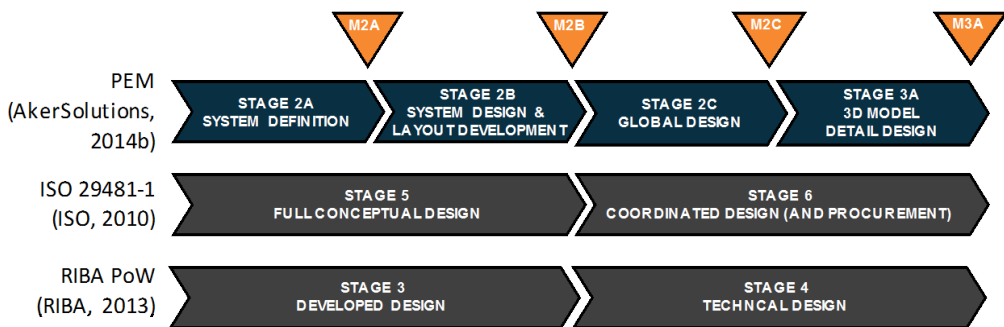 M2A
M2B
M2C
M3A
PEM
(AkerSolutions,
2014b)
STAGE 2A
SYSTEM DEFINITION
STAGE 2B
SYSTEM DESIGN &
LAYOUT DEVELOPMENT
STAGE 2C
GLOBAL DESIGN
STAGE 3A
3D MODEL
DETAIL DESIGN
ISO 29481-1
(ISO, 2010)
STAGE 5
FULL CONCEPTUAL DESIGN
STAGE 6
COORDINATED DESIGN (AND PROCUREMENT)
RIBA PoW
(RIBA, 2013)
STAGE 3
DEVELOPED DESIGN
STAGE 4
TECHNCAL DESIGN